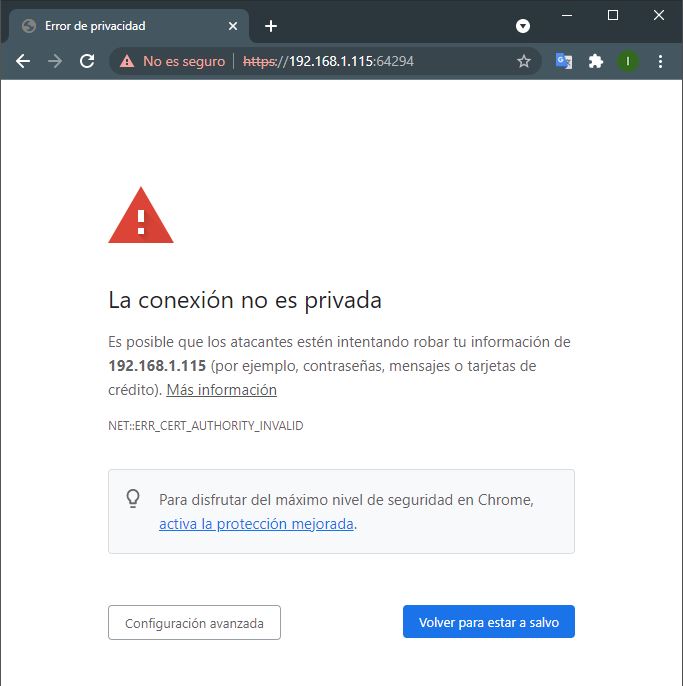 Error de privacidad
No es seguro | https://192.168.1.115:64294
I
La conexión no es privada
Es posible que los atacantes estén intentando robar tu información de
192.168.1.115 (por ejemplo, contraseñas, mensajes o tarjetas de
crédito). Más información
NET::ERR_CERT_AUTHORITY_INVALID
Para disfrutar del máximo nivel de seguridad en Chrome,
activa la protección mejorada.
Configuración avanzada
Volver para estar a salvo